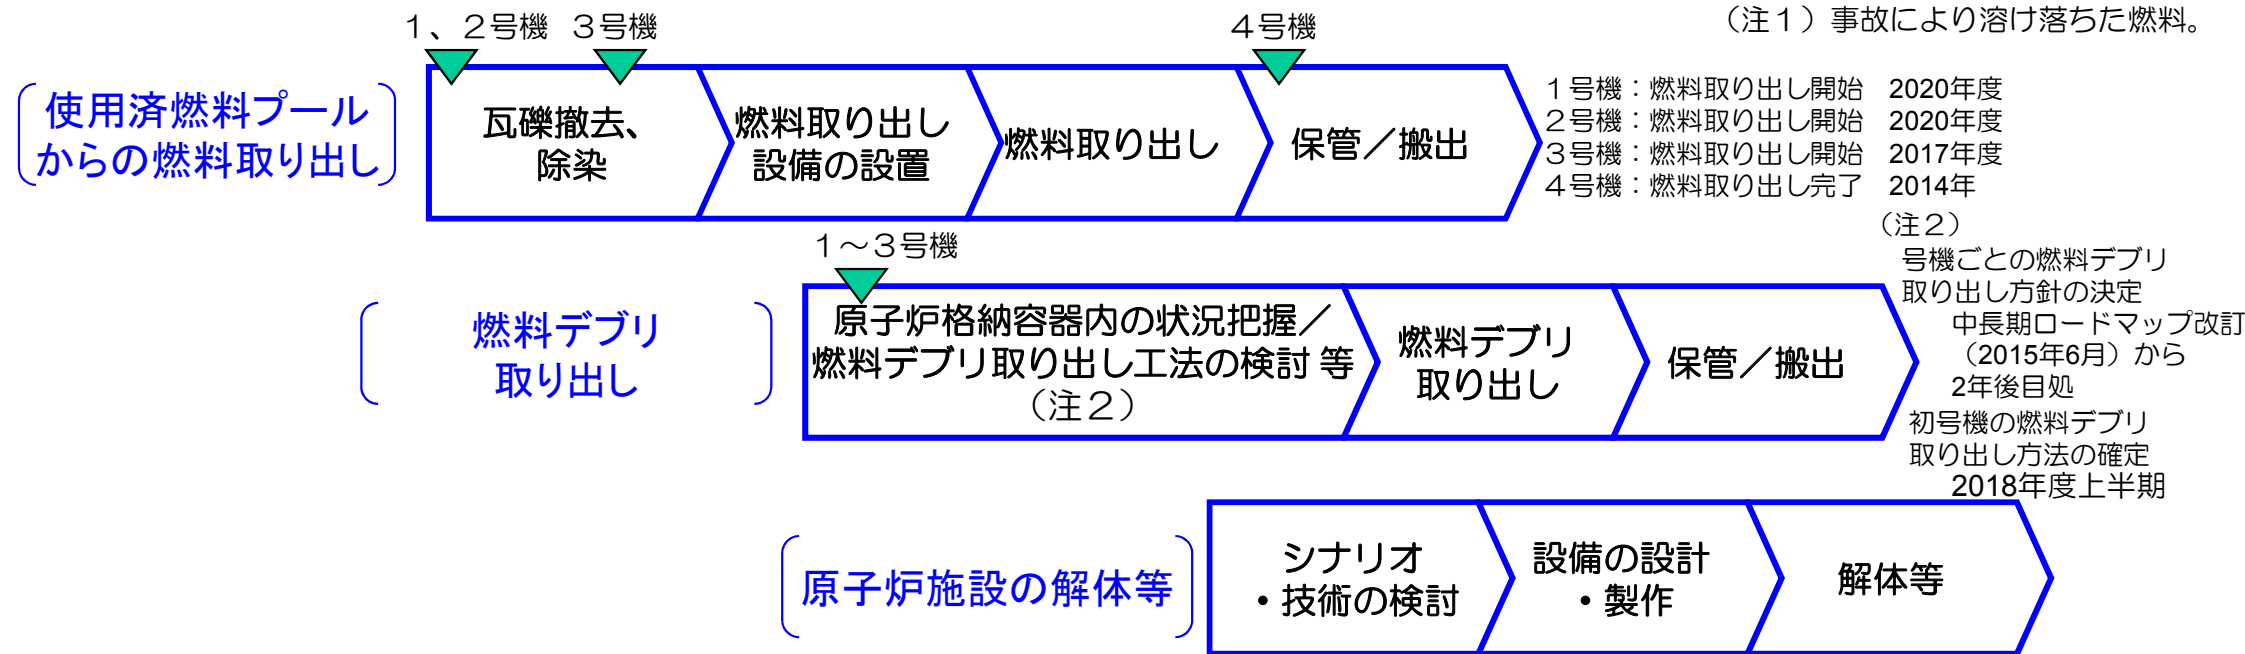 （注１）事故により溶け落ちた燃料。
１、２号機 ３号機
４号機
使用済燃料プール
からの燃料取り出し
瓦礫撤去、
除染
燃料取り出し
設備の設置
燃料取り出し
保管／搬出
１号機：燃料取り出し開始 2020年度
２号機：燃料取り出し開始 2020年度
３号機：燃料取り出し開始 2017年度
４号機：燃料取り出し完了 2014年
１～３号機
燃料デブリ
取り出し
原子炉格納容器内の状況把握／
燃料デブリ取り出し工法の検討 等
（注２）
燃料デブリ
取り出し
保管／搬出
（注２）
号機ごとの燃料デブリ
取り出し方針の決定
中長期ロードマップ改訂
（2015年6月）から
2年後目処
初号機の燃料デブリ
取り出し方法の確定
2018年度上半期
原子炉施設の解体等
シナリオ
・技術の検討
設備の設計
・製作
解体等